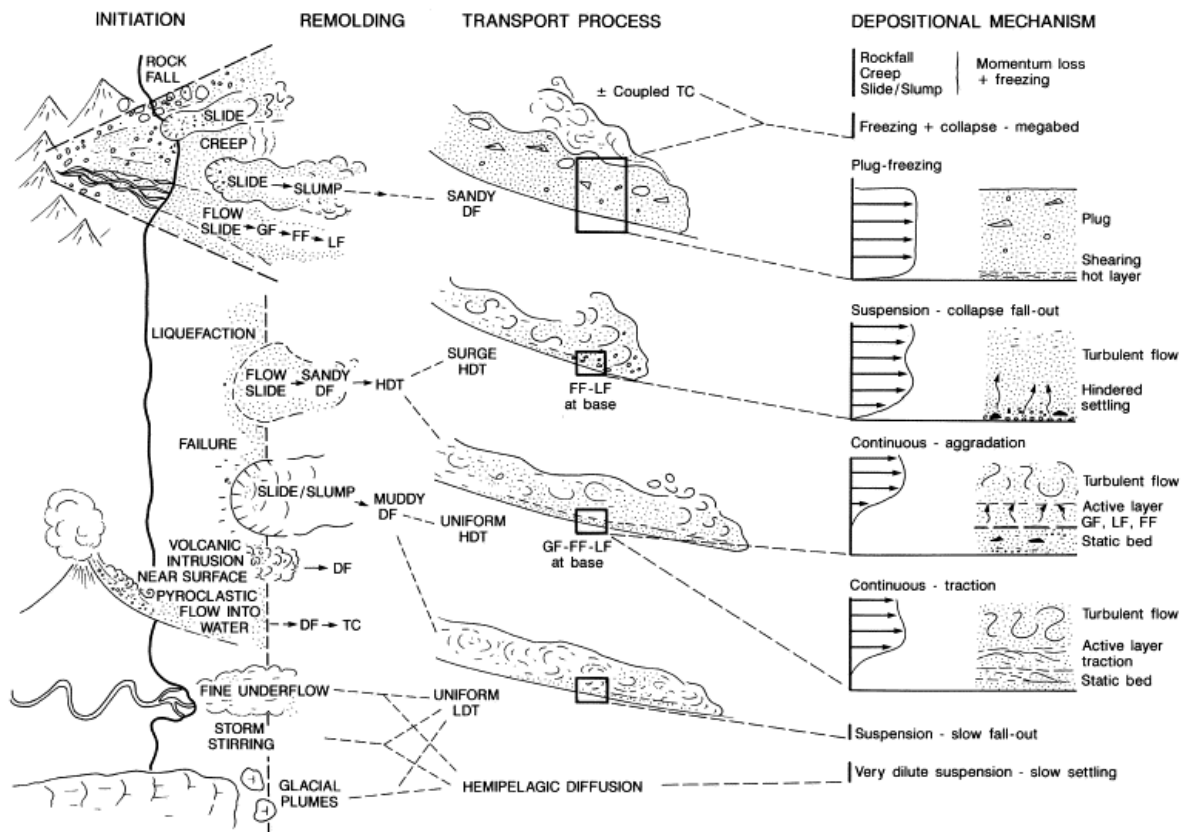 INITIATION
REMOLDING
TRANSPORT PROCESS
DEPOSITIONAL MECHANISM
ROCK
FALL
SLIDE
CREEP
SLIDE → SLUMP
FLOW
SLIDE → GF → FF → LF
± Coupled TC
SANDY
DF
Rockfall
Creep
Slide/Slump
Momentum loss
+ freezing
Freezing + collapse - megabed
Plug-freezing
Plug
Shearing
hot layer
LIQUEFACTION
FLOW
SLIDE
SANDY
DF
HDT
SURGE
HDT
FF-LF
at base
Suspension - collapse fall-out
Turbulent flow
Hindered
settling
FAILURE
SLIDE/SLUMP
MUDDY
DF
UNIFORM
HDT
GF-FF-LF
at base
Continuous - aggradation
Turbulent flow
Active layer
GF, LF, FF
Static bed
VOLCANIC
INTRUSION
NEAR SURFACE
DF
PYROCLASTIC
FLOW INTO
WATER
DF → TC
Continuous - traction
Turbulent flow
Active layer
traction
Static bed
FINE UNDERFLOW
UNIFORM
LDT
STORM
STIRRING
Suspension - slow fall-out
GLACIAL
PLUMES
HEMIPELAGIC DIFFUSION
Very dilute suspension - slow settling